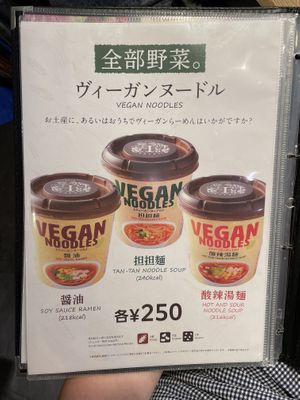 全部野菜。
ヴィーガンヌードル
VEGAN NOODLES
お土産に、あるいはおうちでヴィーガンらーめんはいかがですか?
VEGAN
NOODLES
担担麺
VEGAN
NOODLES
醤油
VEGAN
NOODLES
酸辣湯麺
担担麺
TAN-TAN NOODLE SOUP
醤油
SOY SAUCE RAMEN
(218kcal)
酸辣湯麺
HOT AND SOUR
NOODLE SOUP
各¥250